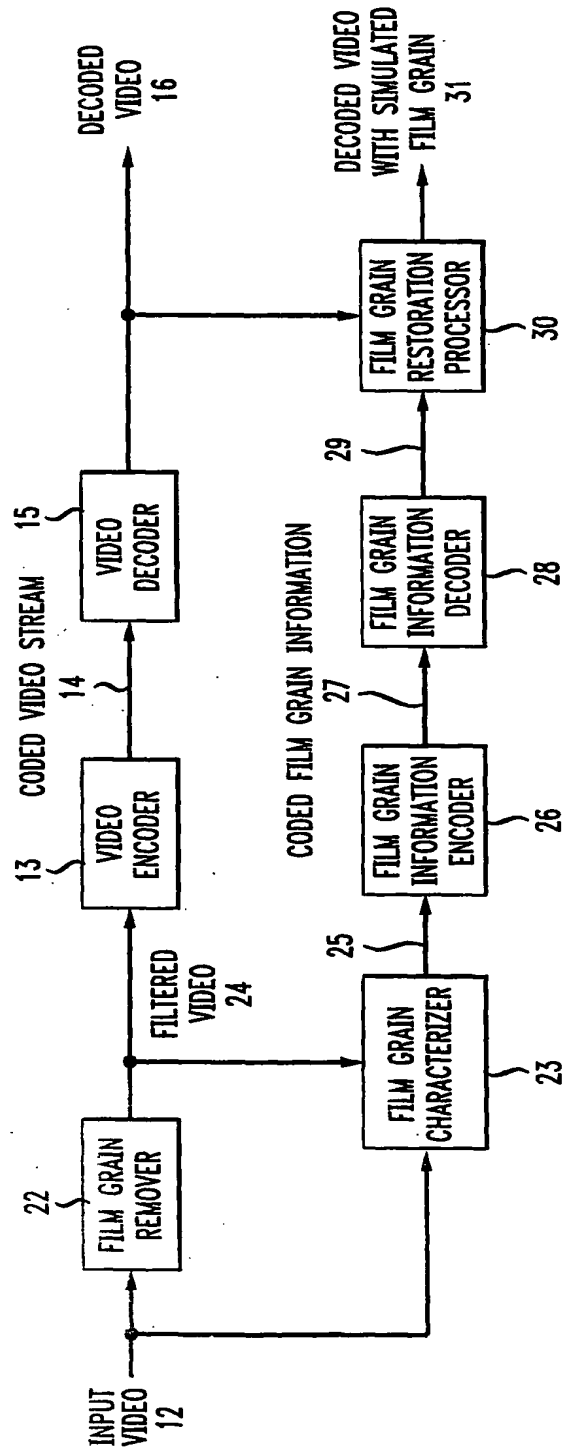 INPUT
VIDEO
12
22
FILM GRAIN
REMOVER
FILTERED
VIDEO
24
13
VIDEO
ENCODER
CODED VIDEO STREAM
14
15
VIDEO
DECODER
DECODED
VIDEO
16
FILM GRAIN
CHARACTERIZER
23
25
CODED FILM GRAIN INFORMATION
FILM GRAIN
INFORMATION
ENCODER
26
27
FILM GRAIN
INFORMATION
DECODER
28
29
FILM GRAIN
RESTORATION
PROCESSOR
30
DECODED VIDEO
WITH SIMULATED
FILM GRAIN
31